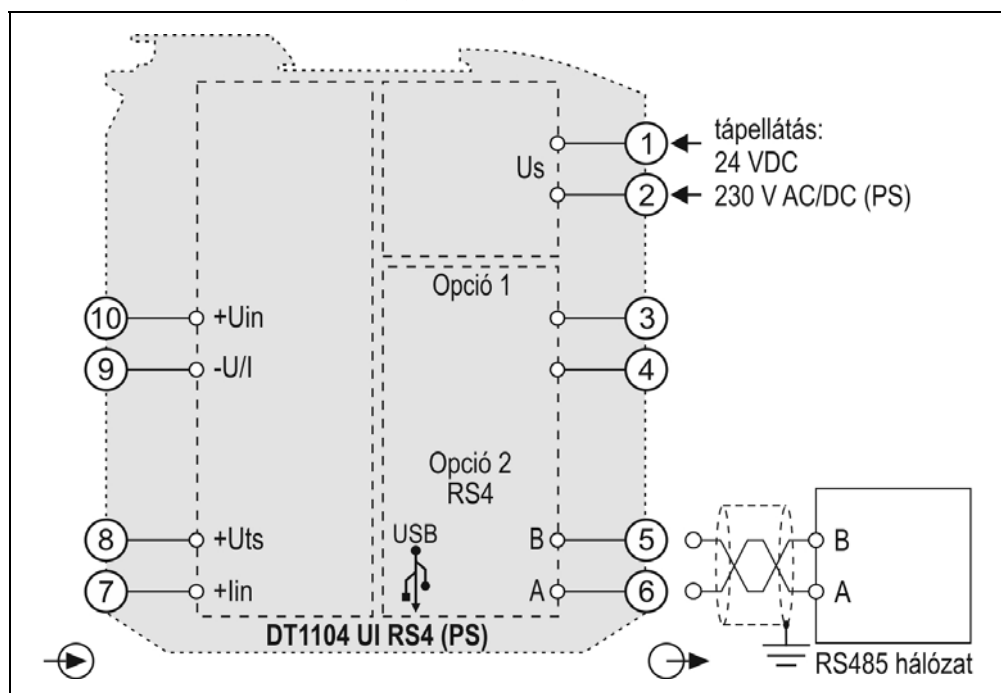 1
tápellátás:
24 VDC
Us
2
230 V AC/DC (PS)
Opció 1
10
+Uin
3
9
-U/I
4
Opció 2
RS4
8
+Uts
USB
B
5
B
7
+Iin
A
6
A
DT1104 UI RS4 (PS)
RS485 hálózat